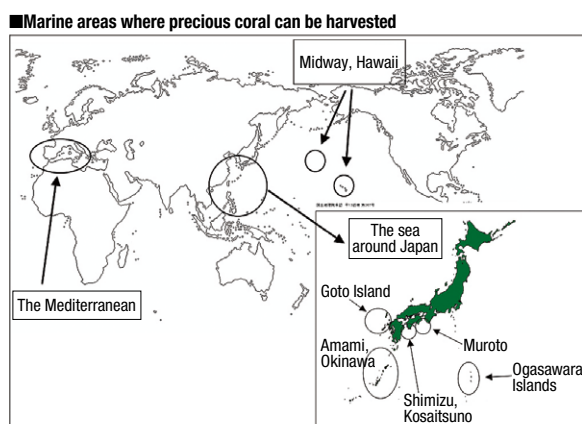 ■Marine areas where precious coral can be harvested
Midway, Hawaii
The sea
around Japan
The Mediterranean
Goto Island
Amami,
Okinawa
Muroto
Ogasawara
Islands
Shimizu,
Kosaitsuno